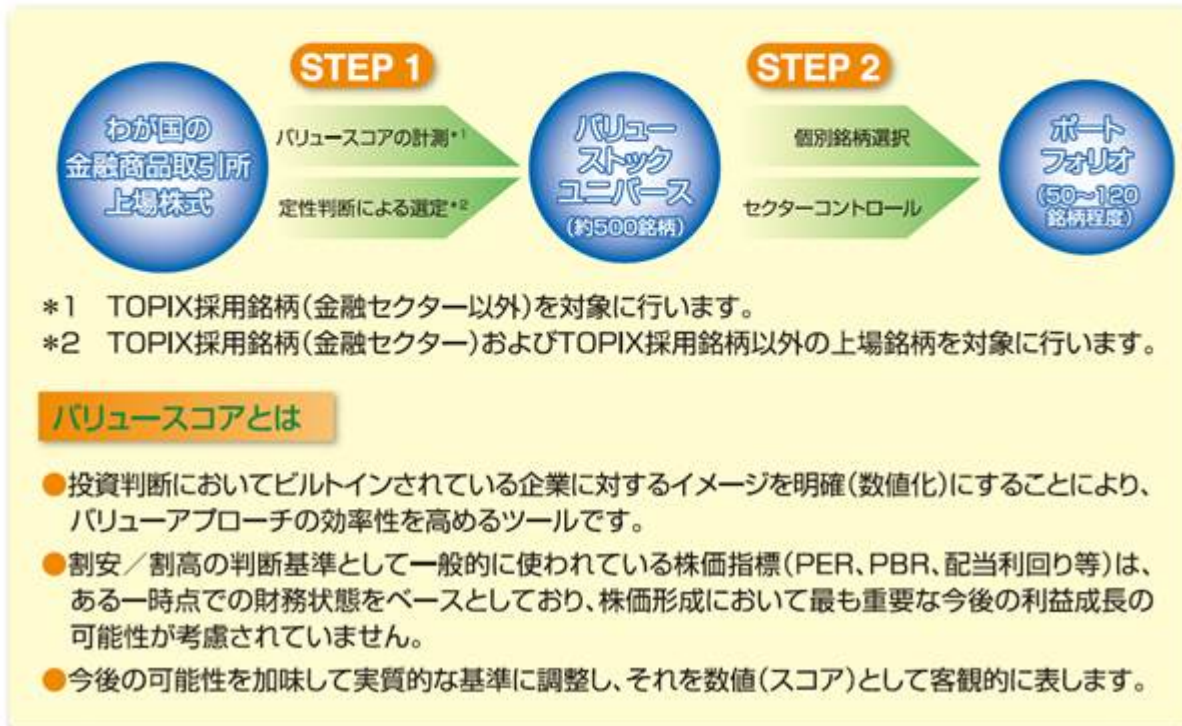 STEP 1
STEP 2
わが国の
金融商品取引所
上場株式
バリュースコアの計測*1
定性判断による選定*2
バリュー
ストック
ユニバース
(約500銘柄)
個別銘柄選択
セクターコントロール
ポート
フォリオ
(50〜120
銘柄程度)
*1 TOPIX採用銘柄(金融セクター以外)を対象に行います。
*2 TOPIX採用銘柄(金融セクター)およびTOPIX採用銘柄以外の上場銘柄を対象に行います。
バリュースコアとは
●投資判断においてビルトインされている企業に対するイメージを明確(数値化)にすることにより、
バリューアプローチの効率性を高めるツールです。
●割安/割高の判断基準として一般的に使われている株価指標(PER、PBR、配当利回り等)は、
ある一時点での財務状態をベースとしており、株価形成において最も重要な今後の利益成長の
可能性が考慮されていません。
●今後の可能性を加味して実質的な基準に調整し、それを数値(スコア)として客観的に表します。